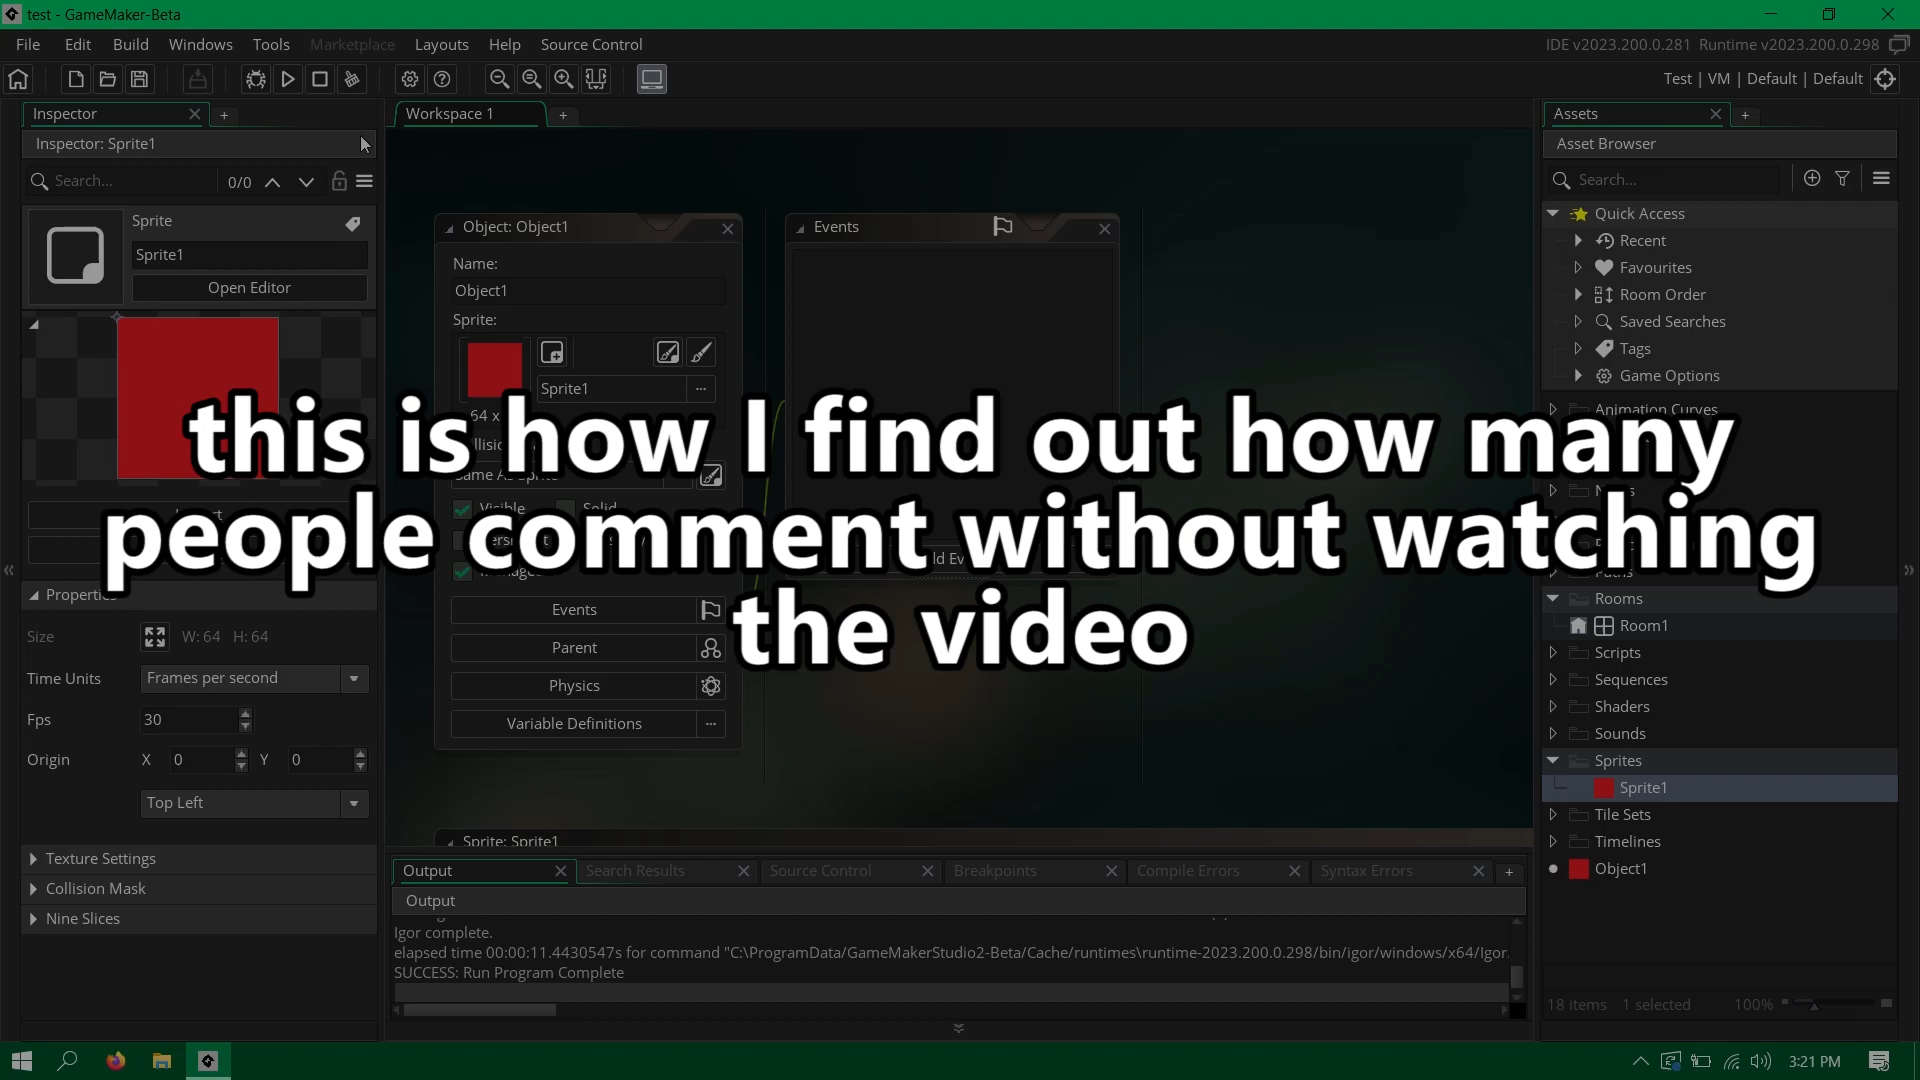 test - GameMaker-Beta
File Edit Build Windows Tools Marketplace Layouts Help Source Control
IDE v2023.200.0.281 Runtime v2023.200.0.298
Test | VM | Default | Default
Inspector
Workspace 1
Assets
Inspector: Sprite1
Asset Browser
Search...
0/0
Search...
Sprite
Sprite1
Open Editor
Object: Object1
Name:
Object1
Sprite:
Sprite1
64 x
Events
Quick Access
Recent
Favourites
Room Order
Saved Searches
Tags
Game Options
Animation Curves
this is how I find out how many
people comment without watching
the video
Same As Sprite
Visible Solid
Properties
Size W: 64 H: 64
Time Units Frames per second
Fps 30
Origin X 0 Y 0
Top Left
Texture Settings
Collision Mask
Nine Slices
Events
Parent
Physics
Variable Definitions
Paths
Rooms
Room1
Scripts
Sequences
Shaders
Sounds
Sprites
Sprite1
Tile Sets
Timelines
Object1
Sprite: Sprite1
Output Search Results Source Control Breakpoints Compile Errors Syntax Errors
Output
Igor complete.
elapsed time 00:00:11.4430547s for command "C:\ProgramData/GameMakerStudio2-Beta/Cache/runtimes\runtime-2023.200.0.298/bin/igor/windows/x64/Igor.
SUCCESS: Run Program Complete
18 items 1 selected 100%
3:21 PM